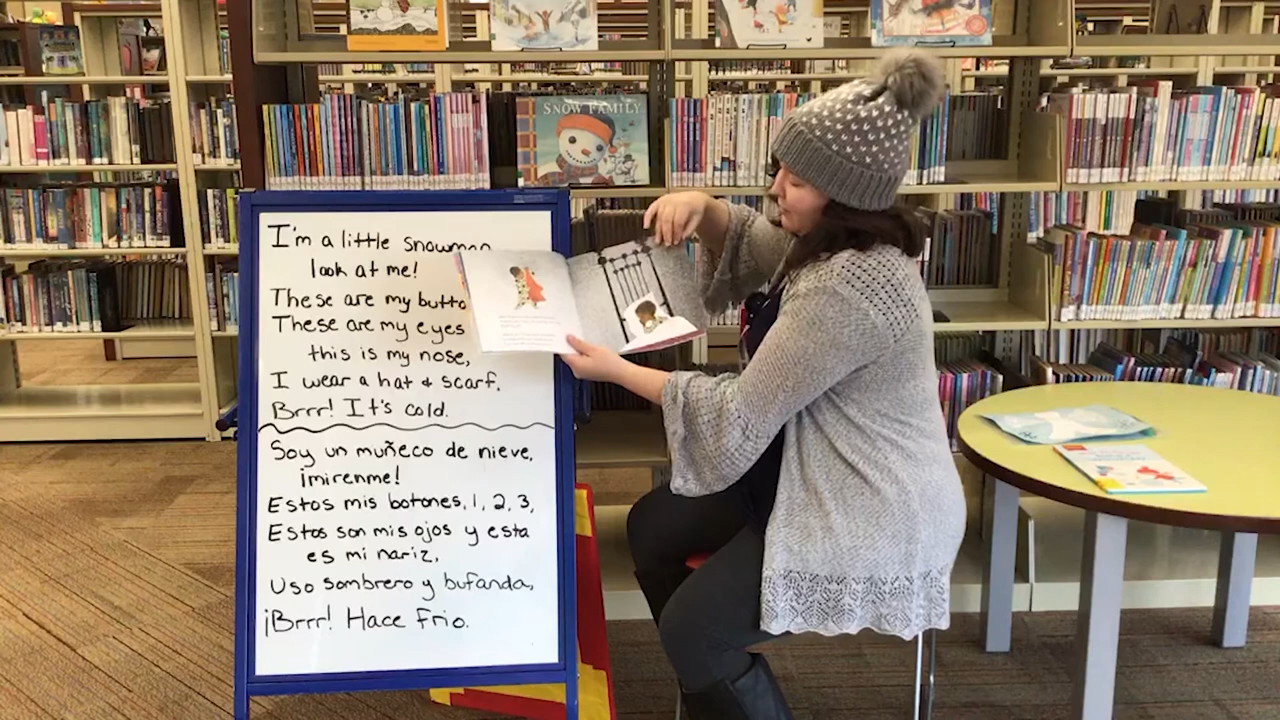 SNOW FAMILY
I'm a little snowman
look at me!
These are my butto
These are my eyes
this is my nose,
I wear a hat & scarf.
Brrr! It's cold.
Soy un muñeco de nieve,
¡mirenme!
Estos mis botones, 1, 2, 3,
Estos son mis ojos y esta
es mi nariz,
Uso sombrero y bufanda,
¡Brrr! Hace frio.